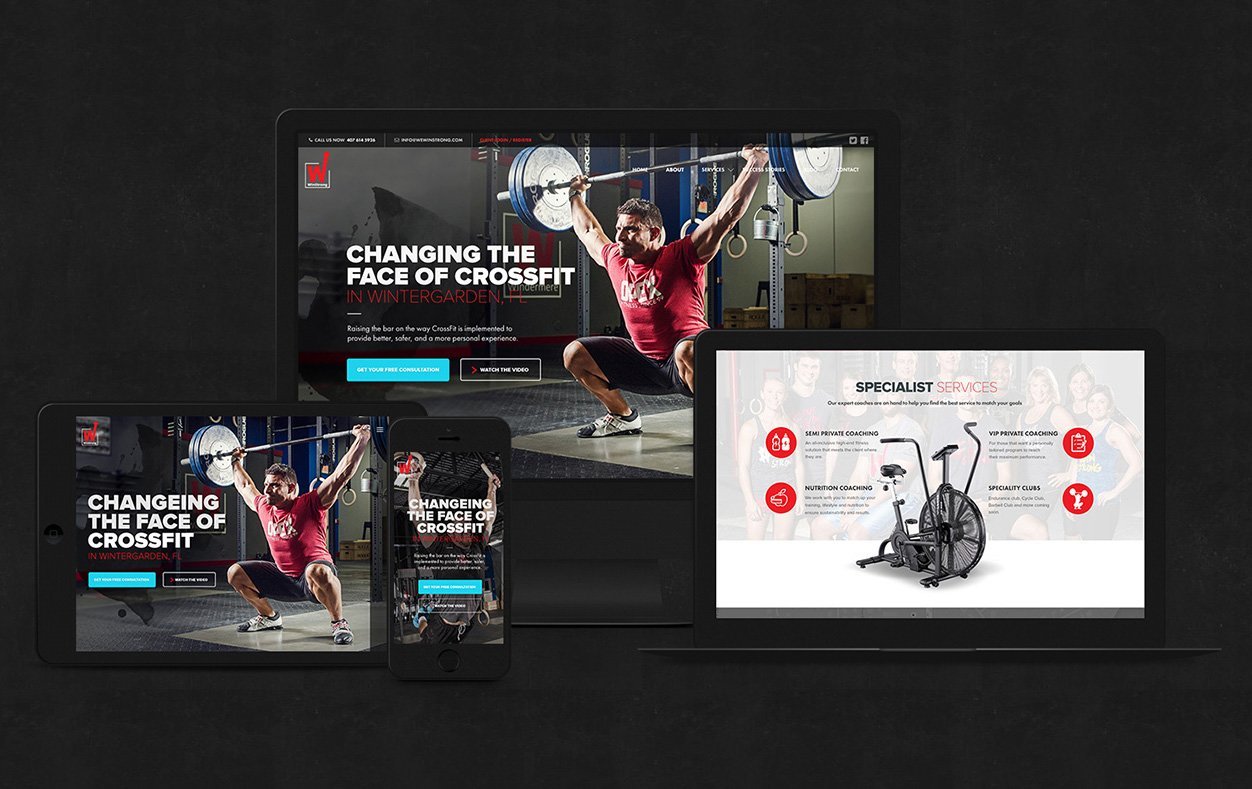 CALL US NOW 407 614 5926
INFO@WEWINSTRONG.COM
CLIENT LOGIN / REGISTER
W
WinStrong
HOME
ABOUT
SERVICES
SUCCESS STORIES
CONTACT
CHANGING THE
FACE OF CROSSFIT
IN WINTERGARDEN, FL
Windermere
Raising the bar on the way CrossFit is implemented to
provide better, safer, and a more personal experience.
GET YOUR FREE CONSULTATION
WATCH THE VIDEO
SPECIALIST SERVICES
Our expert coaches are on hand to help you find the best service to match your goals
SEMI PRIVATE COACHING
An all-inclusive high-end fitness
solution that meets the client where
they are.
VIP PRIVATE COACHING
For those that want a personally
tailored program to reach
their maximum performance.
NUTRITION COACHING
We work with you to match up your
training, lifestyle and nutrition to
ensure sustainability and results.
SPECIALITY CLUBS
Endurance club, Cycle Club,
Barbell Club and more coming
soon.
W
CHANGEING
THE FACE OF
CROSSFIT
IN WINTERGARDEN, FL
GET YOUR FREE CONSULTATION
WATCH THE VIDEO
CHANGEING
THE FACE OF
CROSSFIT
IN WINTERGARDEN,
Raising the bar on the way CrossFit is
implemented to provide better, safer,
and a more personal experience.
GET YOUR FREE CONSULTATION
WATCH THE VIDEO